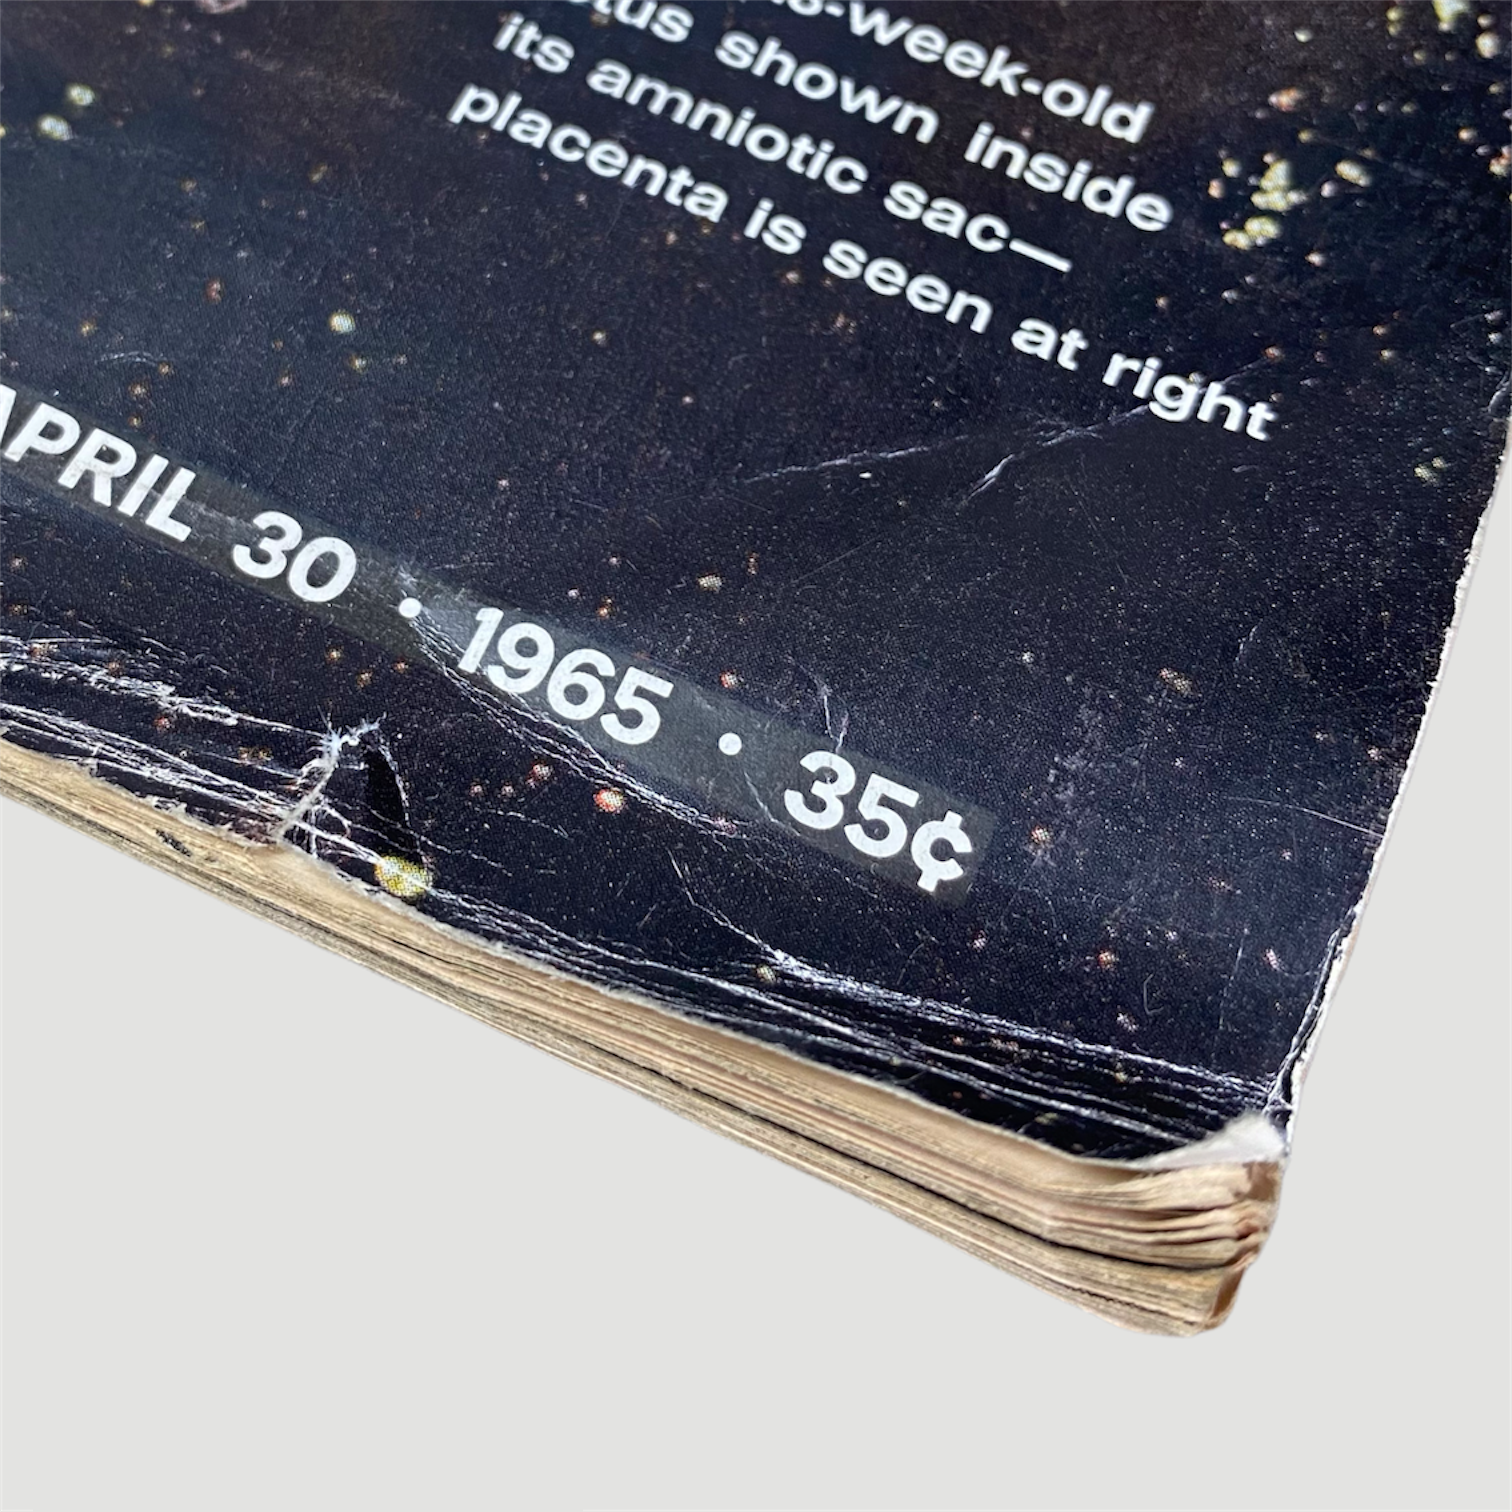 -week-old
shown inside
its amniotic sac—
placenta is seen at right
APRIL 30 • 1965 • 35¢